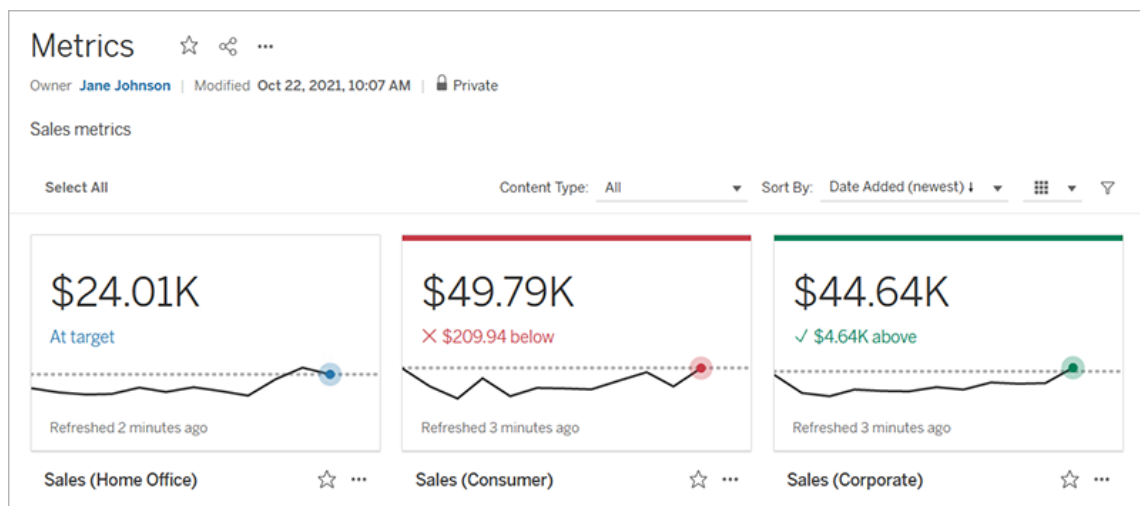 Metrics
Owner Jane Johnson | Modified Oct 22, 2021, 10:07 AM | Private
Sales metrics
Select All Content Type: All Sort By: Date Added (newest) ↓
$24.01K $49.79K $44.64K
At target × $209.94 below ✓ $4.64K above
Refreshed 2 minutes ago Refreshed 3 minutes ago Refreshed 3 minutes ago
Sales (Home Office) Sales (Consumer) Sales (Corporate)